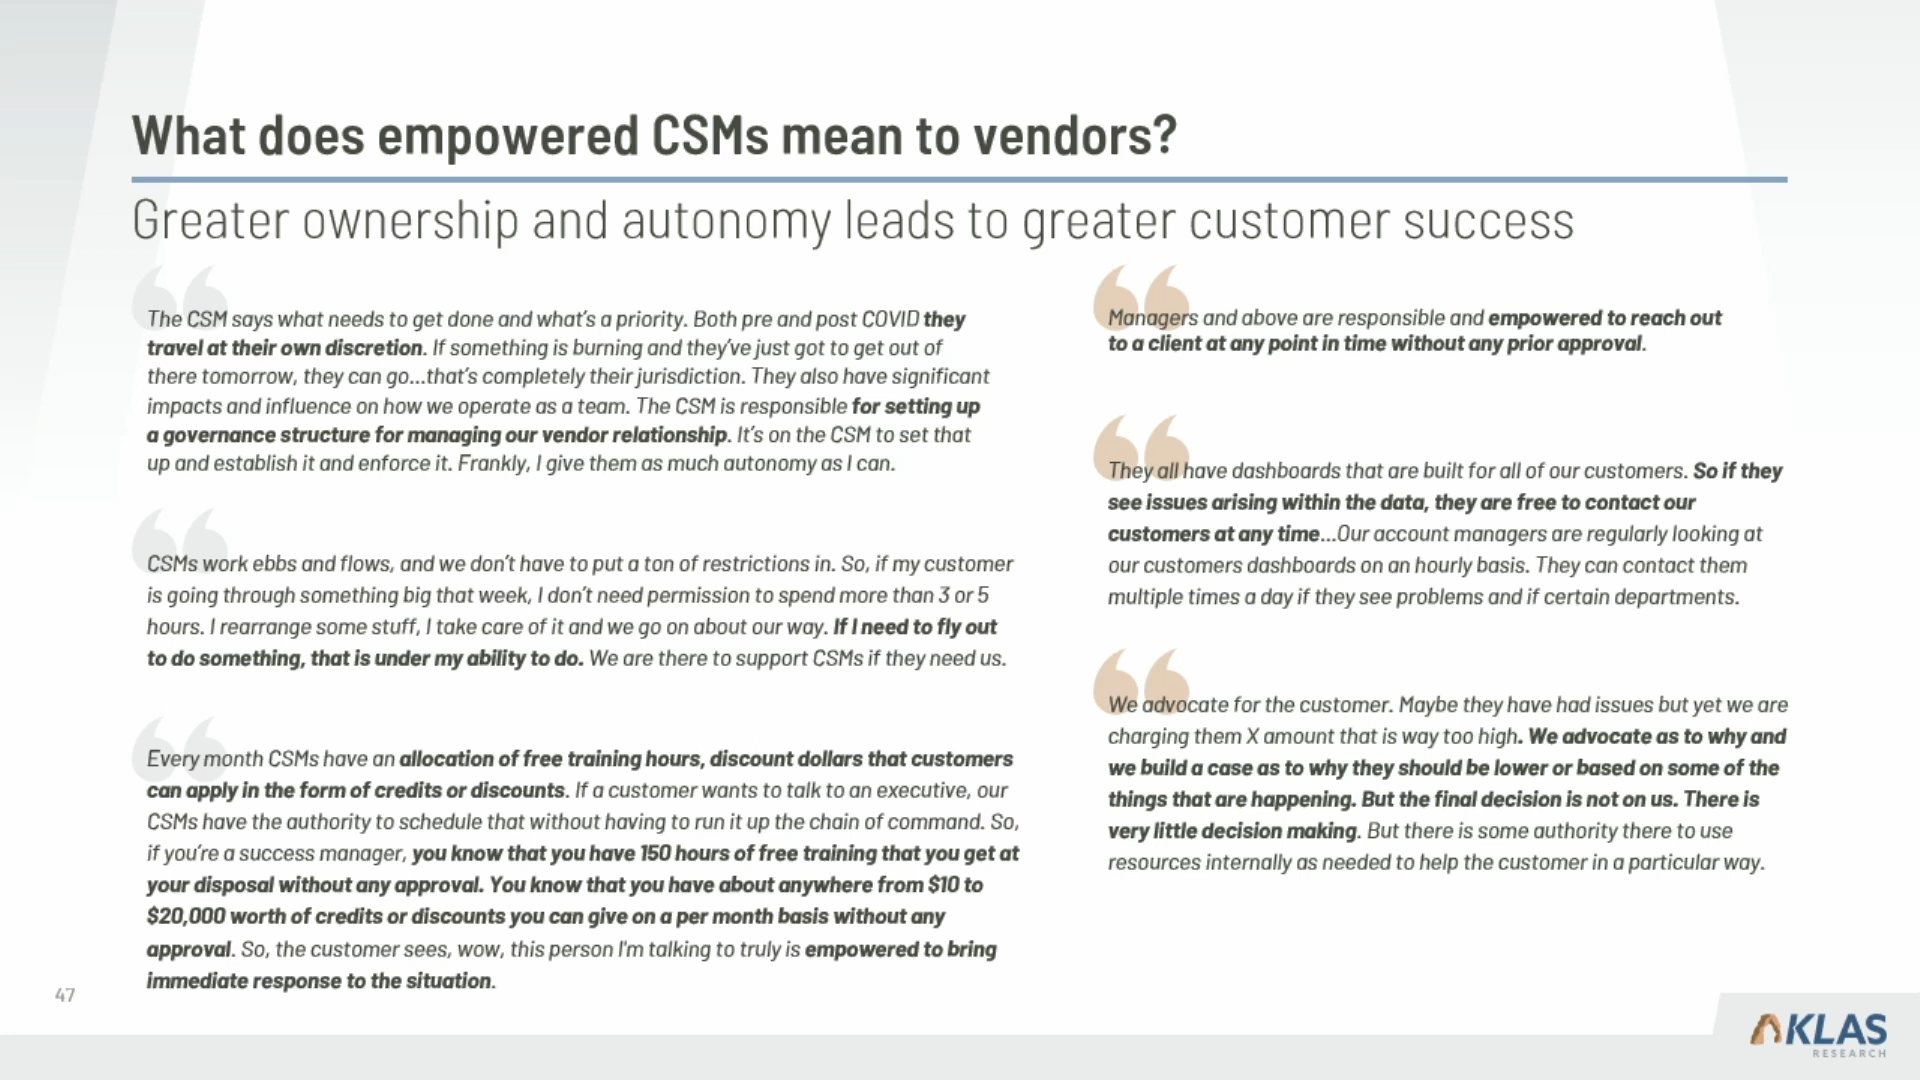 What does empowered CSMs mean to vendors?
Greater ownership and autonomy leads to greater customer success
The CSM says what needs to get done and what's a priority. Both pre and post COVID they
travel at their own discretion. If something is burning and they've just got to get out of
there tomorrow, they can go...that's completely their jurisdiction. They also have significant
impacts and influence on how we operate as a team. The CSM is responsible for setting up
a governance structure for managing our vendor relationship. It's on the CSM to set that
up and establish it and enforce it. Frankly, I give them as much autonomy as I can.
CSMs work ebbs and flows, and we don't have to put a ton of restrictions in. So, if my customer
is going through something big that week, I don't need permission to spend more than 3 or 5
hours. I rearrange some stuff, I take care of it and we go on about our way. If I need to fly out
to do something, that is under my ability to do. We are there to support CSMs if they need us.
Every month CSMs have an allocation of free training hours, discount dollars that customers
can apply in the form of credits or discounts. If a customer wants to talk to an executive, our
CSMs have the authority to schedule that without having to run it up the chain of command. So,
if you're a success manager, you know that you have 150 hours of free training that you get at
your disposal without any approval. You know that you have about anywhere from $10 to
$20,000 worth of credits or discounts you can give on a per month basis without any
approval. So, the customer sees, wow, this person I'm talking to truly is empowered to bring
immediate response to the situation.
Managers and above are responsible and empowered to reach out
to a client at any point in time without any prior approval.
They all have dashboards that are built for all of our customers. So if they
see issues arising within the data, they are free to contact our
customers at any time...Our account managers are regularly looking at
our customers dashboards on an hourly basis. They can contact them
multiple times a day if they see problems and if certain departments.
We advocate for the customer. Maybe they have had issues but yet we are
charging them X amount that is way too high. We advocate as to why and
we build a case as to why they should be lower or based on some of the
things that are happening. But the final decision is not on us. There is
very little decision making. But there is some authority there to use
resources internally as needed to help the customer in a particular way.
47
KLAS
RESEARCH